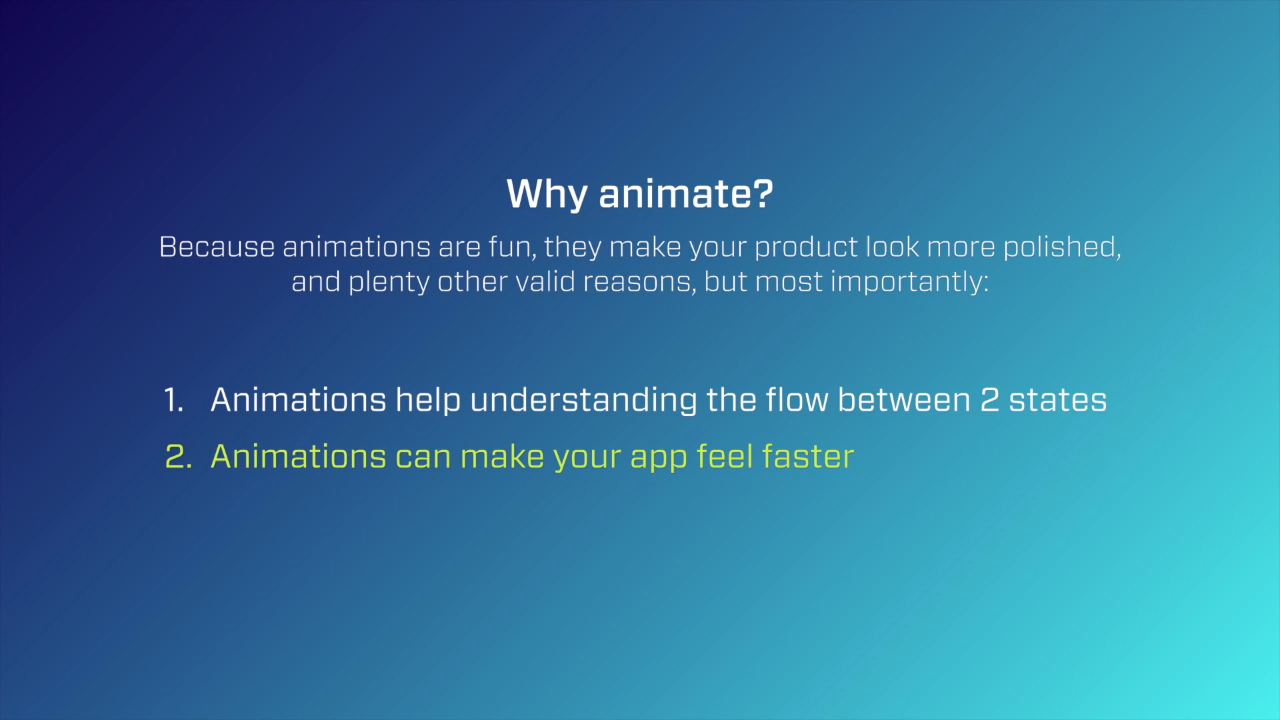 Why animate?
Because animations are fun, they make your product look more polished,
and plenty other valid reasons, but most importantly:
1. Animations help understanding the flow between 2 states
2. Animations can make your app feel faster